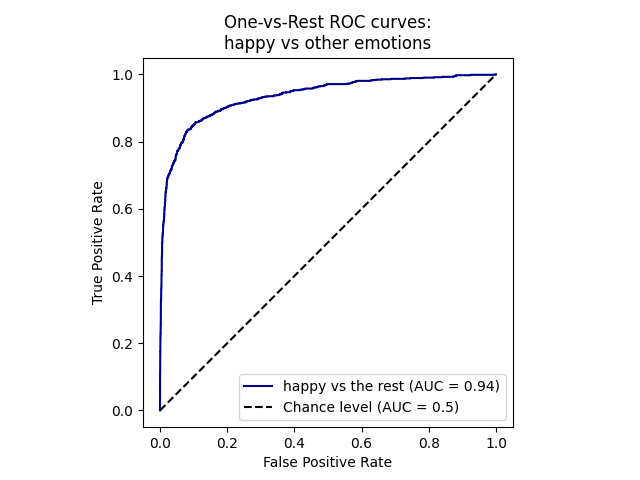 One-vs-Rest ROC curves:
happy vs other emotions
True Positive Rate
1.0
0.8
0.6
0.4
0.2
0.0
happy vs the rest (AUC = 0.94)
Chance level (AUC = 0.5)
0.0 0.2 0.4 0.6 0.8 1.0
False Positive Rate